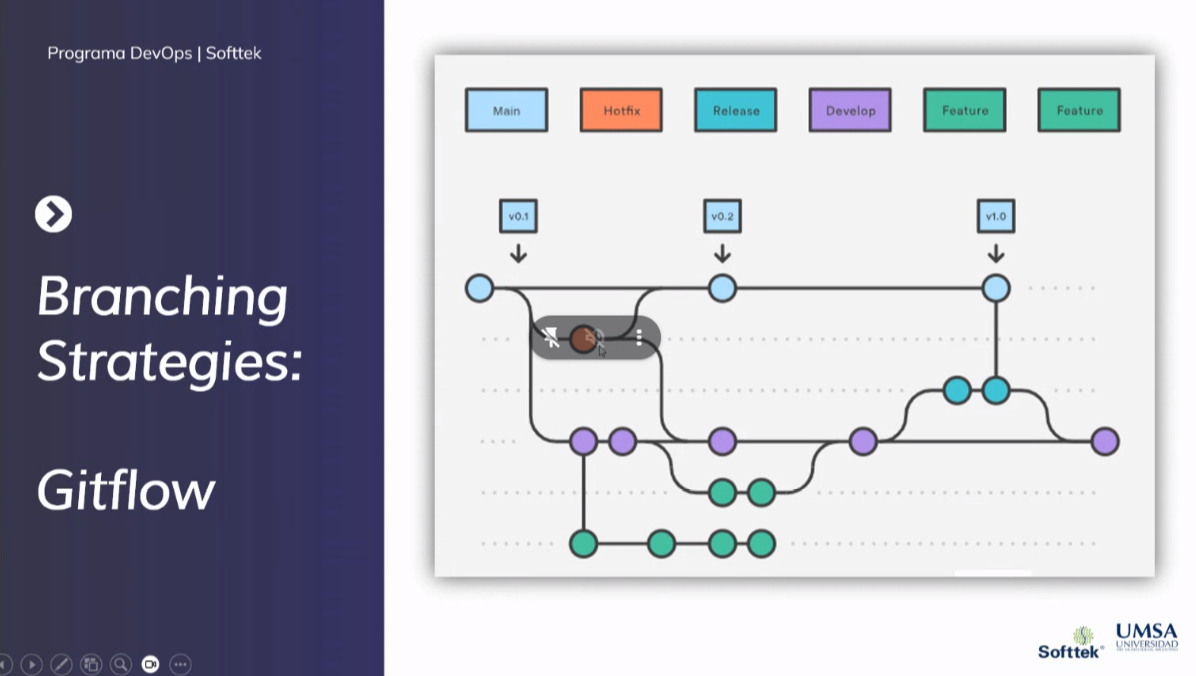 Programa DevOps | Softtek
Branching
Strategies:
Gitflow
Main
Hotfix
Release
Develop
Feature
Feature
v0.1
v0.2
v1.0
Softtek
UMSA
UNIVERSIDAD